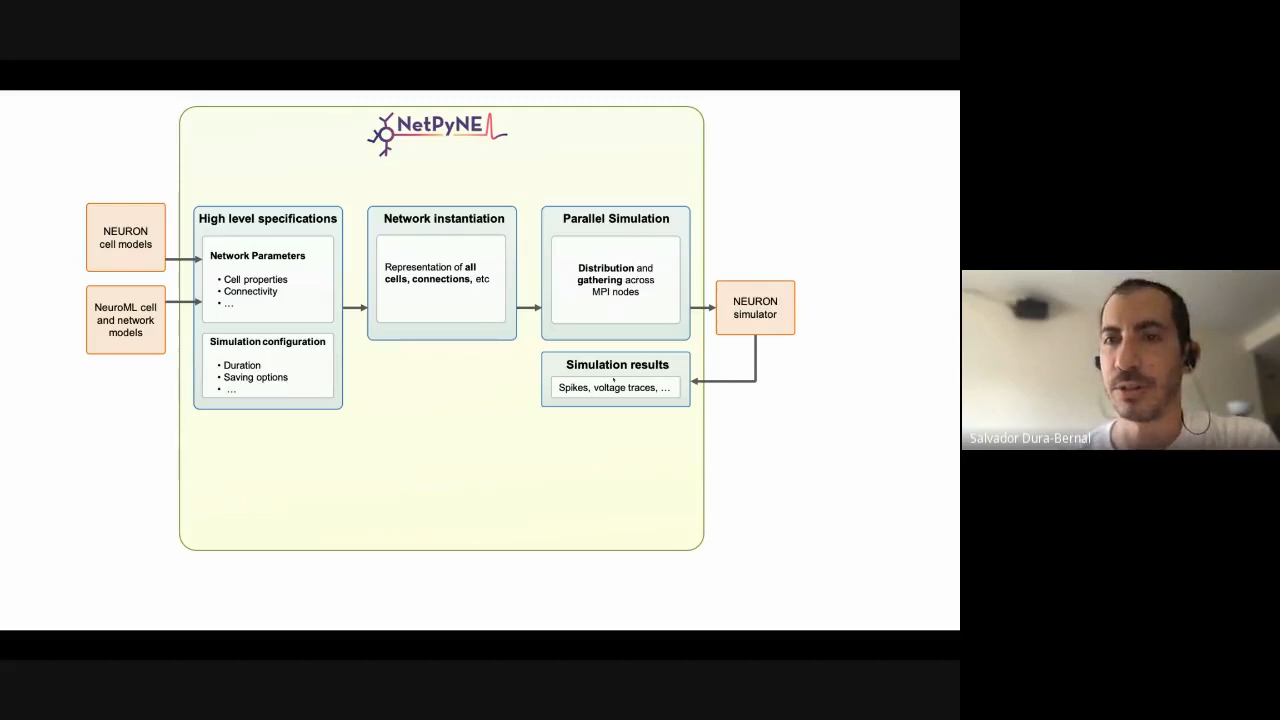 NetPyNE
NEURON
cell models
NeuroML cell
and network
models
High level specifications
Network Parameters
• Cell properties
• Connectivity
• ...
Simulation configuration
• Duration
• Saving options
• ...
Network instantiation
Representation of all
cells, connections, etc
Parallel Simulation
Distribution and
gathering across
MPI nodes
Simulation results
Spikes, voltage traces, ...
NEURON
simulator
Salvador Dura-Bernal